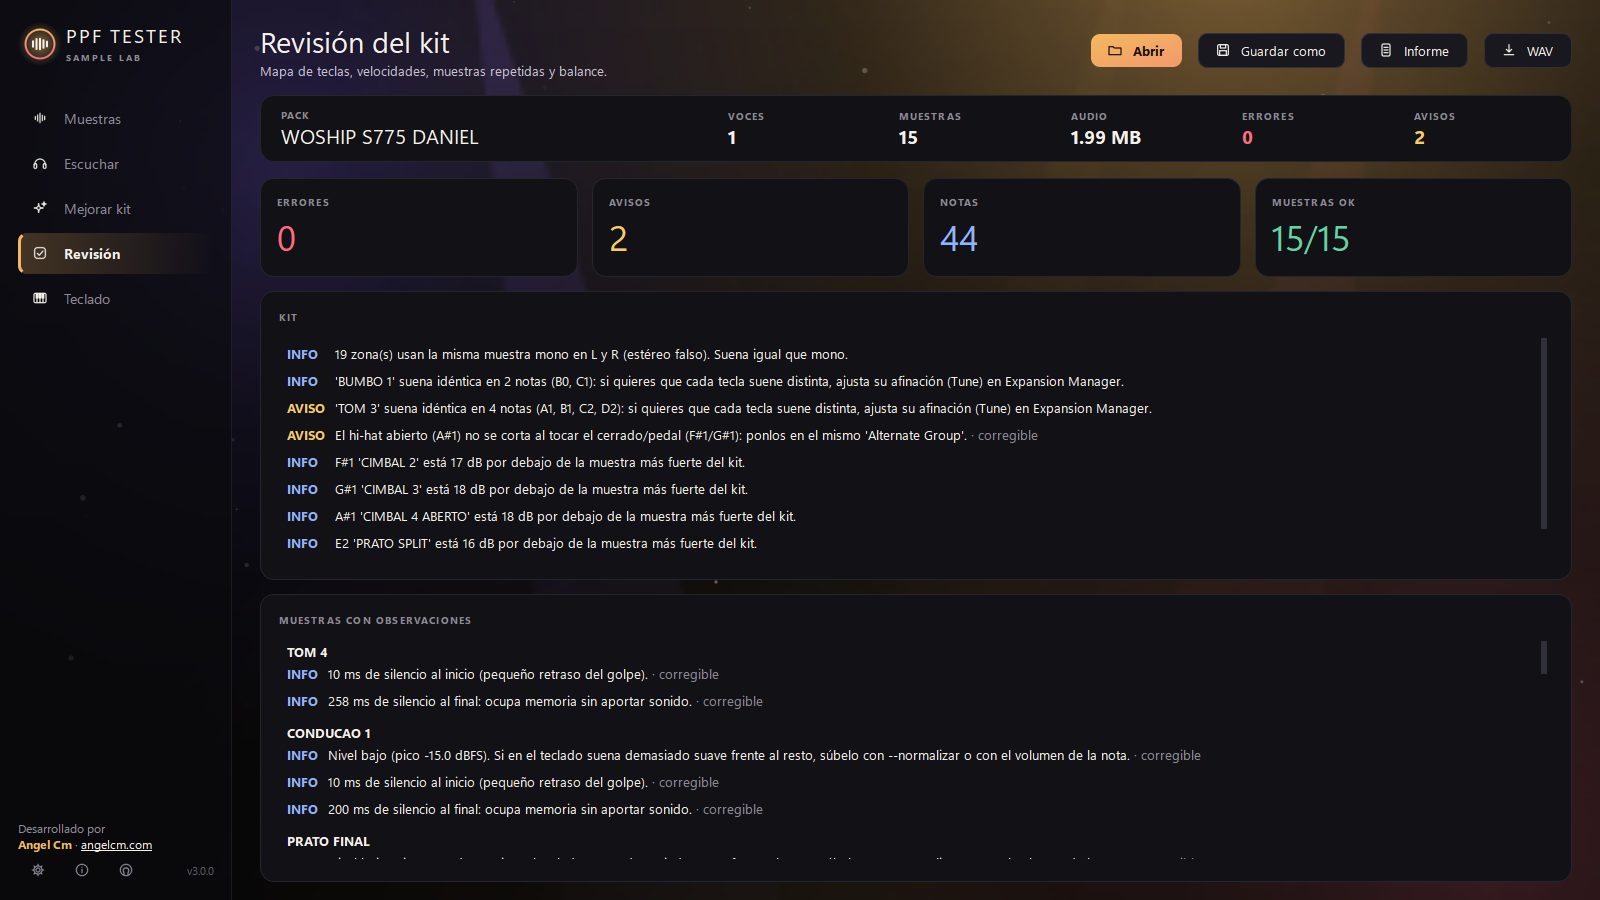 PPF TESTER
SAMPLE LAB
Muestras
Escuchar
Mejorar kit
Revisión
Teclado
Desarrollado por
Angel Cm · angelcm.com
v3.0.0
Revisión del kit
Mapa de teclas, velocidades, muestras repetidas y balance.
Abrir
Guardar como
Informe
WAV
PACK
WOSHIP S775 DANIEL
VOCES
1
MUESTRAS
15
AUDIO
1.99 MB
ERRORES
0
AVISOS
2
ERRORES
0
AVISOS
2
NOTAS
44
MUESTRAS OK
15/15
KIT
INFO 19 zona(s) usan la misma muestra mono en L y R (estéreo falso). Suena igual que mono.
INFO 'BUMBO 1' suena idéntica en 2 notas (B0, C1): si quieres que cada tecla suene distinta, ajusta su afinación (Tune) en Expansion Manager.
AVISO 'TOM 3' suena idéntica en 4 notas (A1, B1, C2, D2): si quieres que cada tecla suene distinta, ajusta su afinación (Tune) en Expansion Manager.
AVISO El hi-hat abierto (A#1) no se corta al tocar el cerrado/pedal (F#1/G#1): ponlos en el mismo 'Alternate Group'. · corregible
INFO F#1 'CIMBAL 2' está 17 dB por debajo de la muestra más fuerte del kit.
INFO G#1 'CIMBAL 3' está 18 dB por debajo de la muestra más fuerte del kit.
INFO A#1 'CIMBAL 4 ABERTO' está 18 dB por debajo de la muestra más fuerte del kit.
INFO E2 'PRATO SPLIT' está 16 dB por debajo de la muestra más fuerte del kit.
MUESTRAS CON OBSERVACIONES
TOM 4
INFO 10 ms de silencio al inicio (pequeño retraso del golpe). · corregible
INFO 258 ms de silencio al final: ocupa memoria sin aportar sonido. · corregible
CONDUCAO 1
INFO Nivel bajo (pico -15.0 dBFS). Si en el teclado suena demasiado suave frente al resto, súbelo con --normalizar o con el volumen de la nota. · corregible
INFO 10 ms de silencio al inicio (pequeño retraso del golpe). · corregible
INFO 200 ms de silencio al final: ocupa memoria sin aportar sonido. · corregible
PRATO FINAL